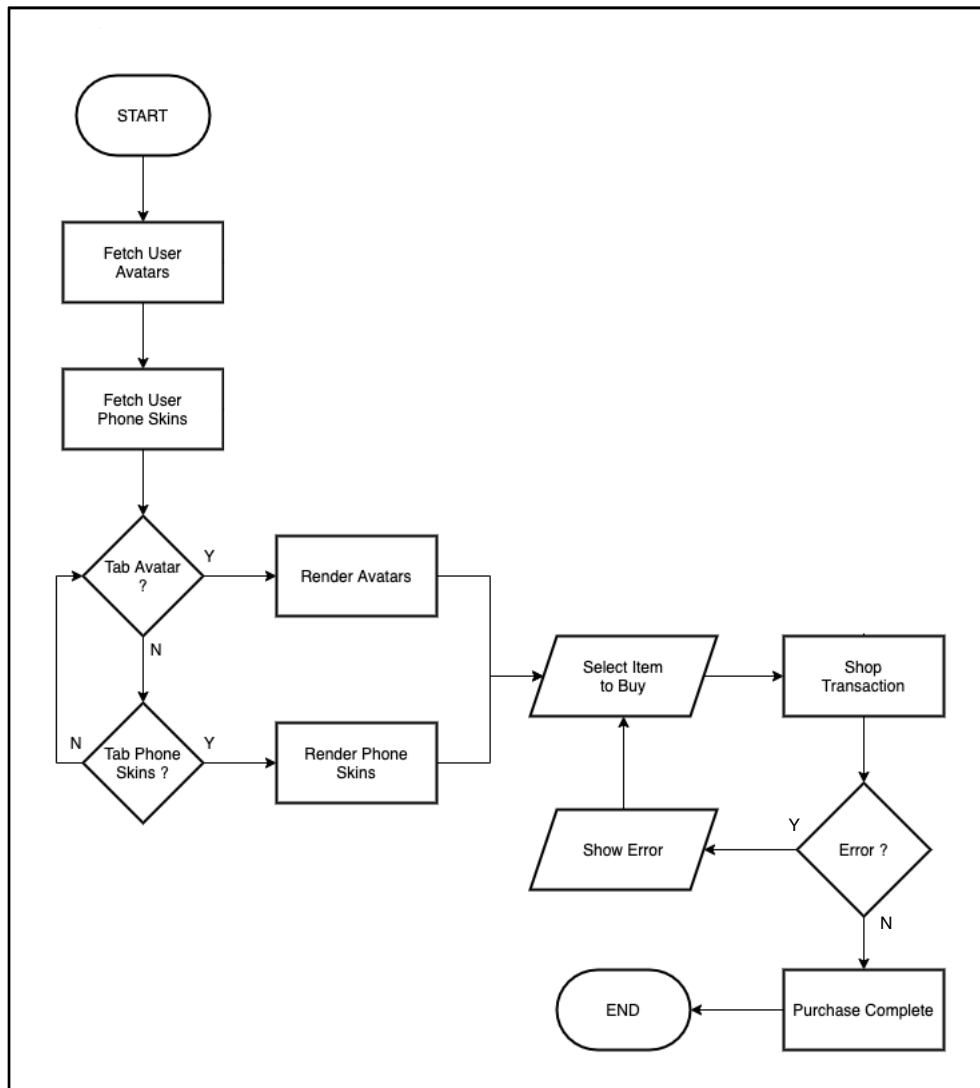 START
Fetch User
Avatars
Fetch User
Phone Skins
Tab Avatar
?
Y
Render Avatars
N
Tab Phone
Skins ?
N
Y
Render Phone
Skins
Select Item
to Buy
Shop
Transaction
Error ?
Y
Show Error
N
Purchase Complete
END